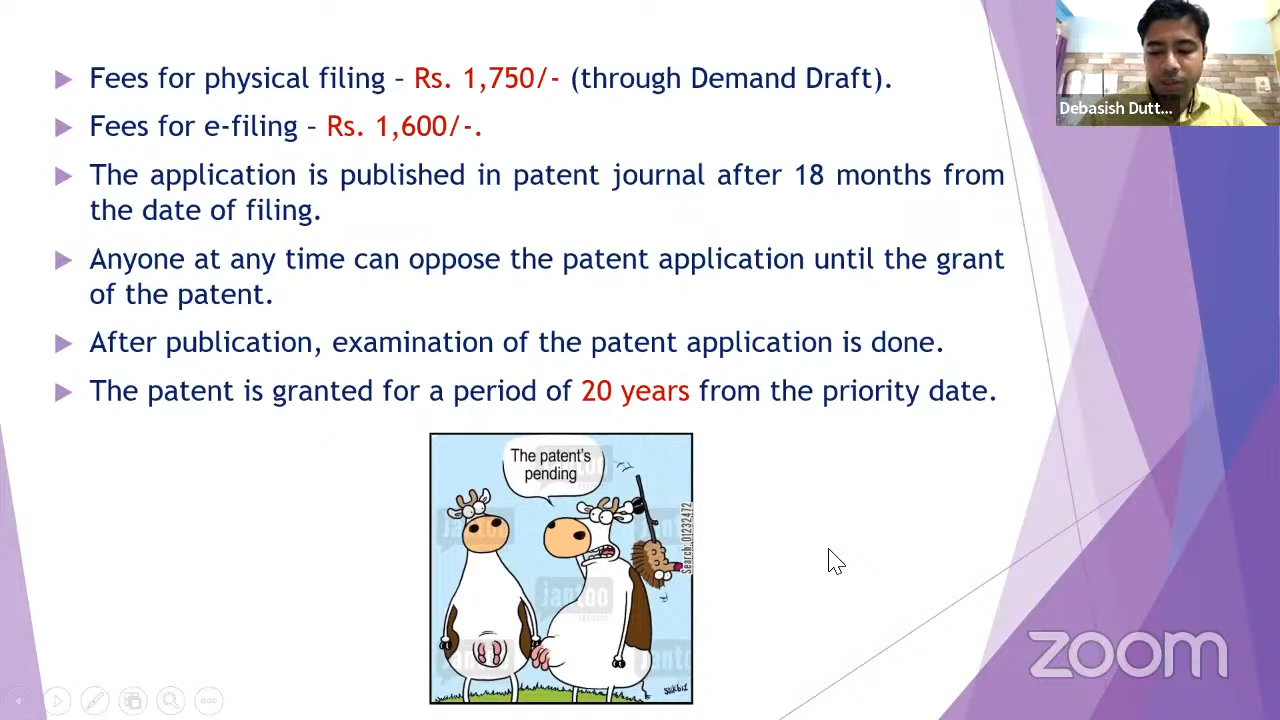 Fees for physical filing – Rs. 1,750/- (through Demand Draft).
Fees for e-filing – Rs. 1,600/-.
The application is published in patent journal after 18 months from
the date of filing.
Anyone at any time can oppose the patent application until the grant
of the patent.
After publication, examination of the patent application is done.
The patent is granted for a period of 20 years from the priority date.
Debasish Dutt...
The patent's
pending
jantoo
Search: 01232472
zoom